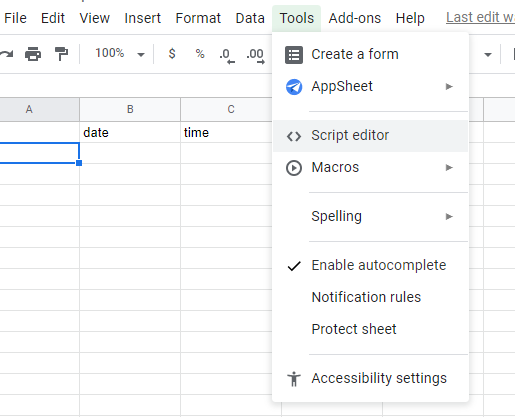 File Edit View Insert Format Data Tools Add-ons Help Last edit w
100% $ % .0 .00
Create a form
AppSheet
A B C
date time
Script editor
Macros
Spelling
Enable autocomplete
Notification rules
Protect sheet
Accessibility settings